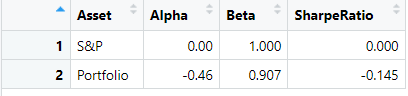 Asset Alpha Beta SharpeRatio
1 S&P 0.00 1.000 0.000
2 Portfolio -0.46 0.907 -0.145